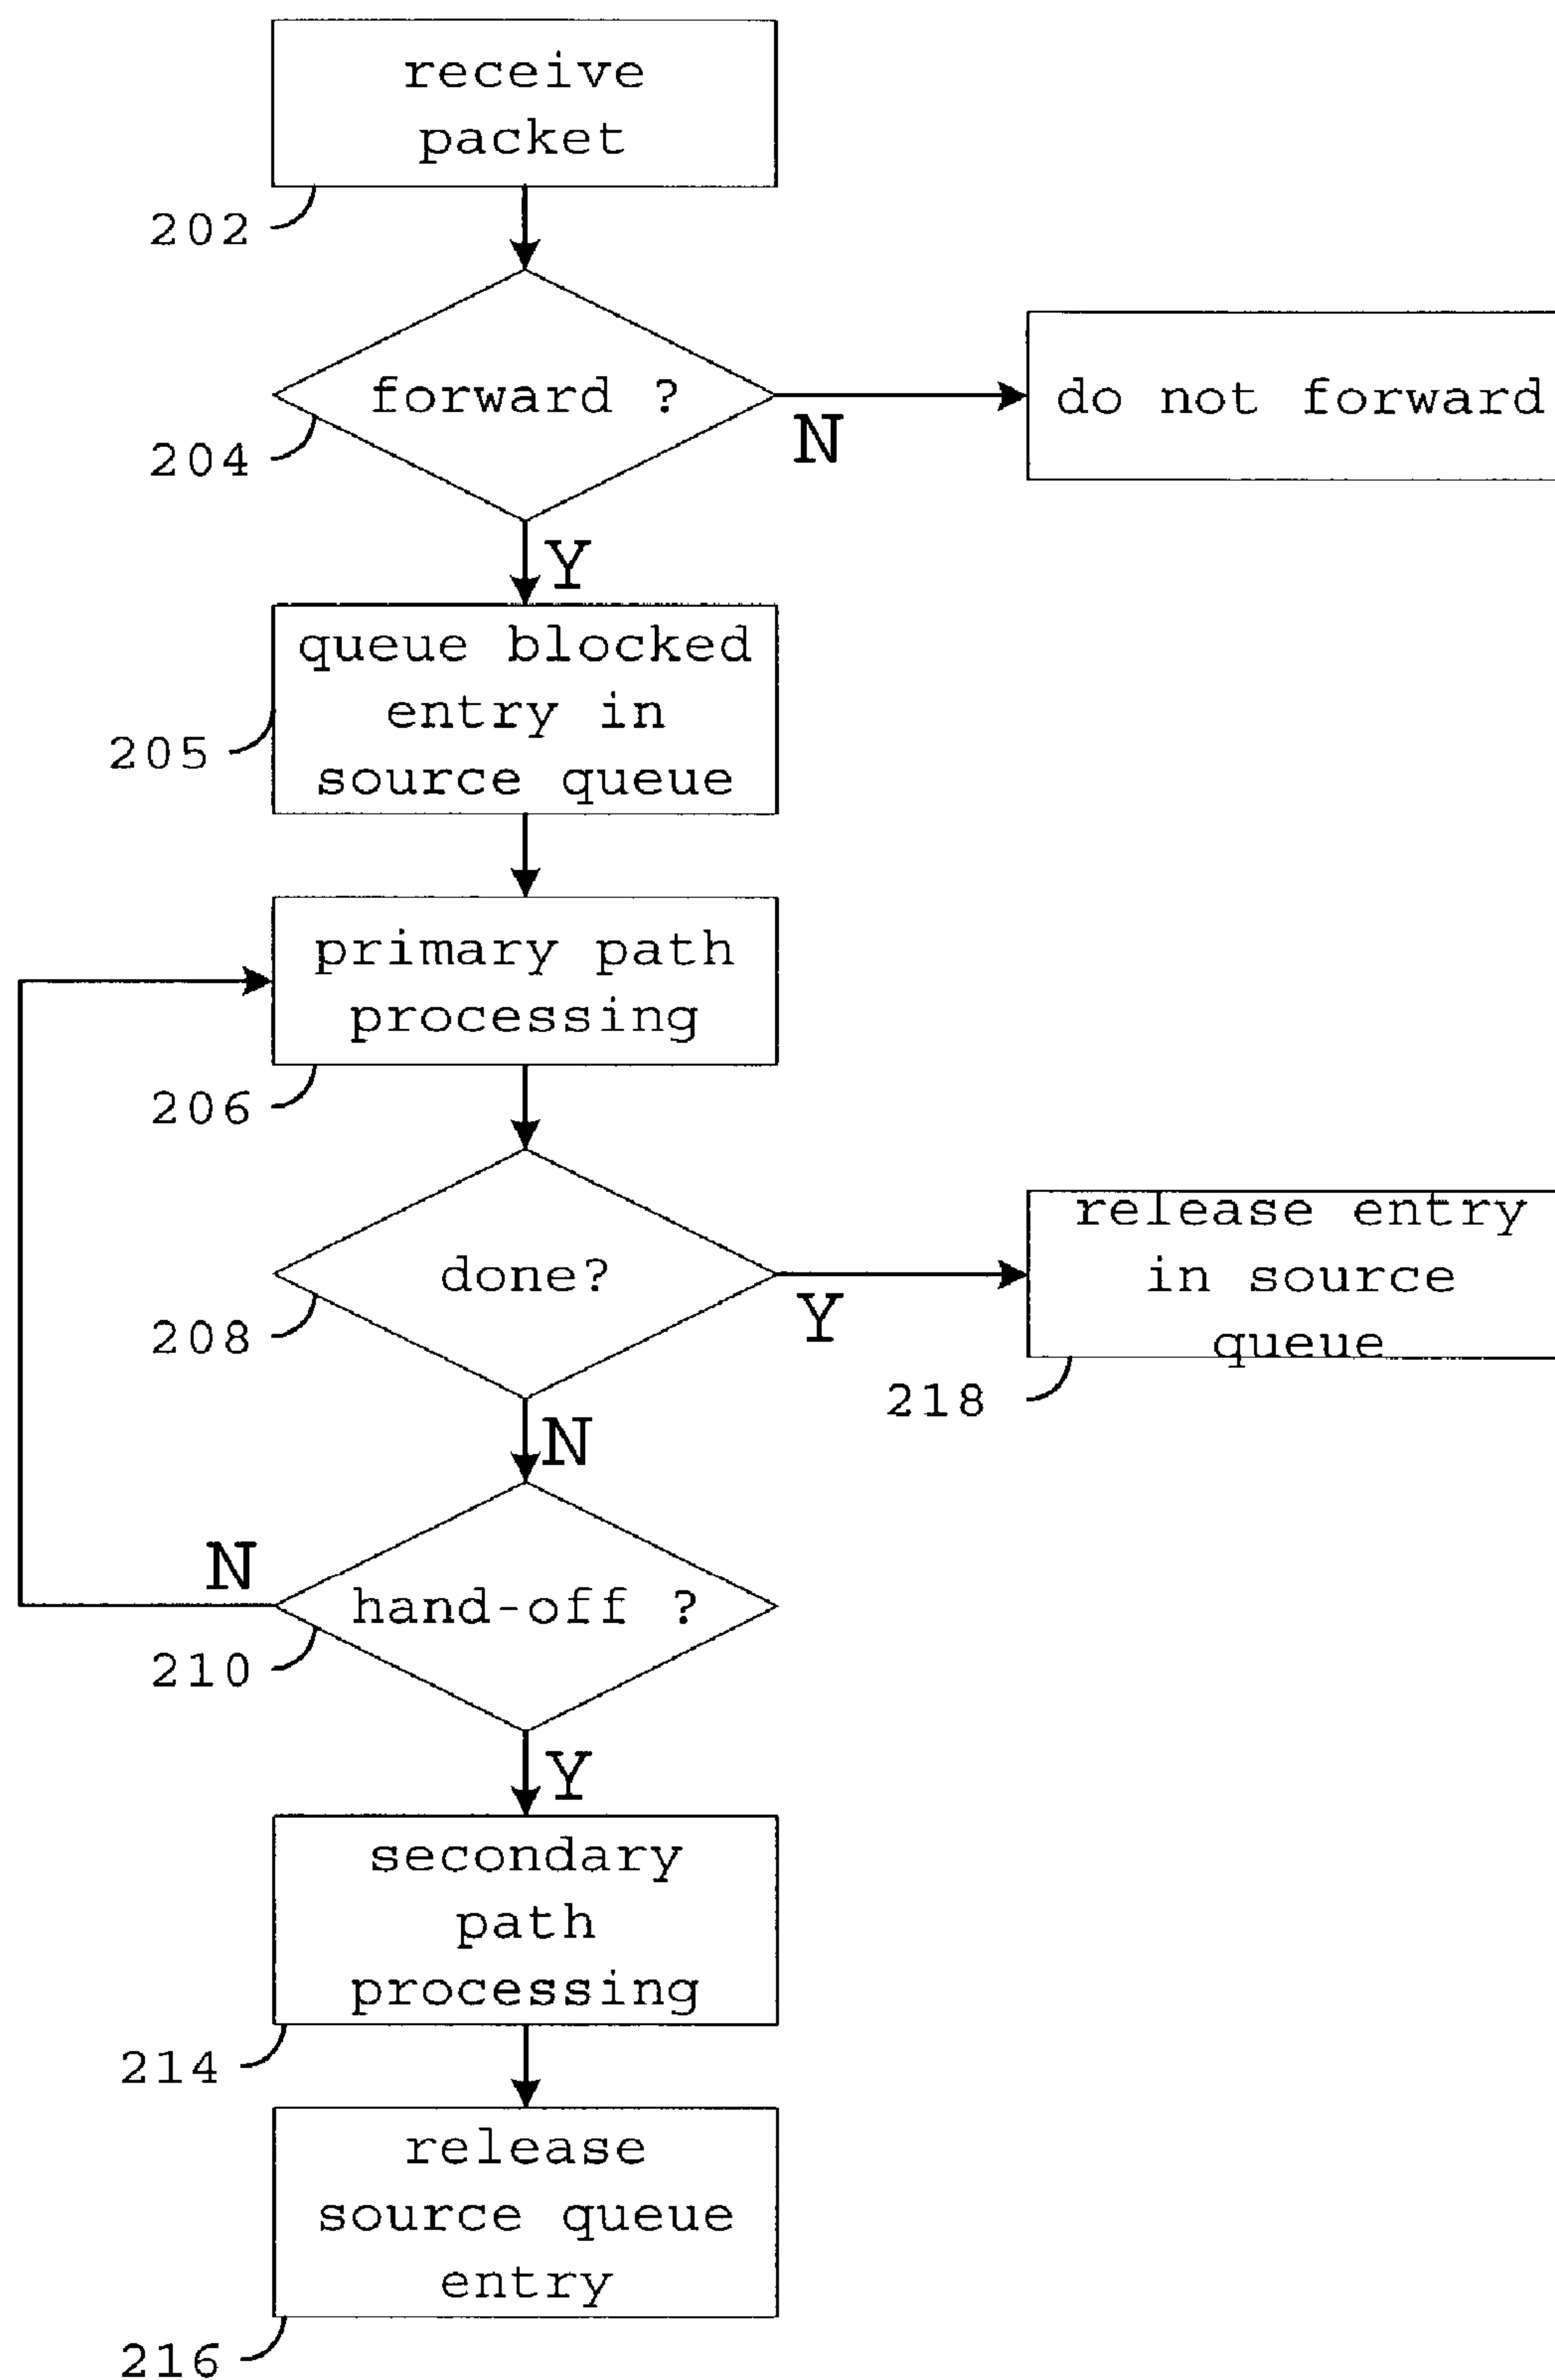 receive
packet
202
forward ?
204
N
do not forward
Y
queue blocked
entry in
source queue
205
primary path
processing
206
done?
208
Y
release entry
in source
queue
218
N
hand-off ?
N
210
Y
secondary
path
processing
214
release
source queue
entry
216